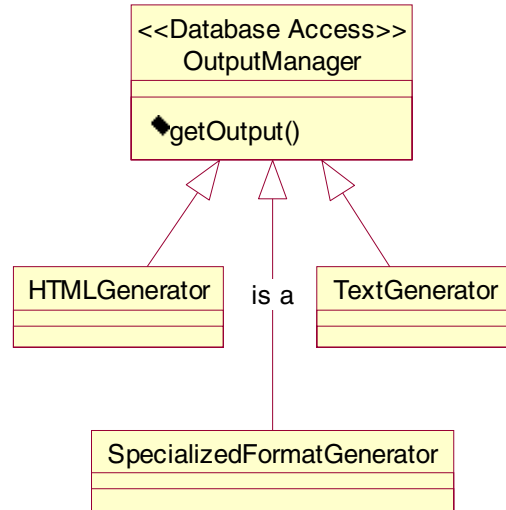 <<Database Access>>
OutputManager
getOutput()
HTMLGenerator
is a
TextGenerator
SpecializedFormatGenerator